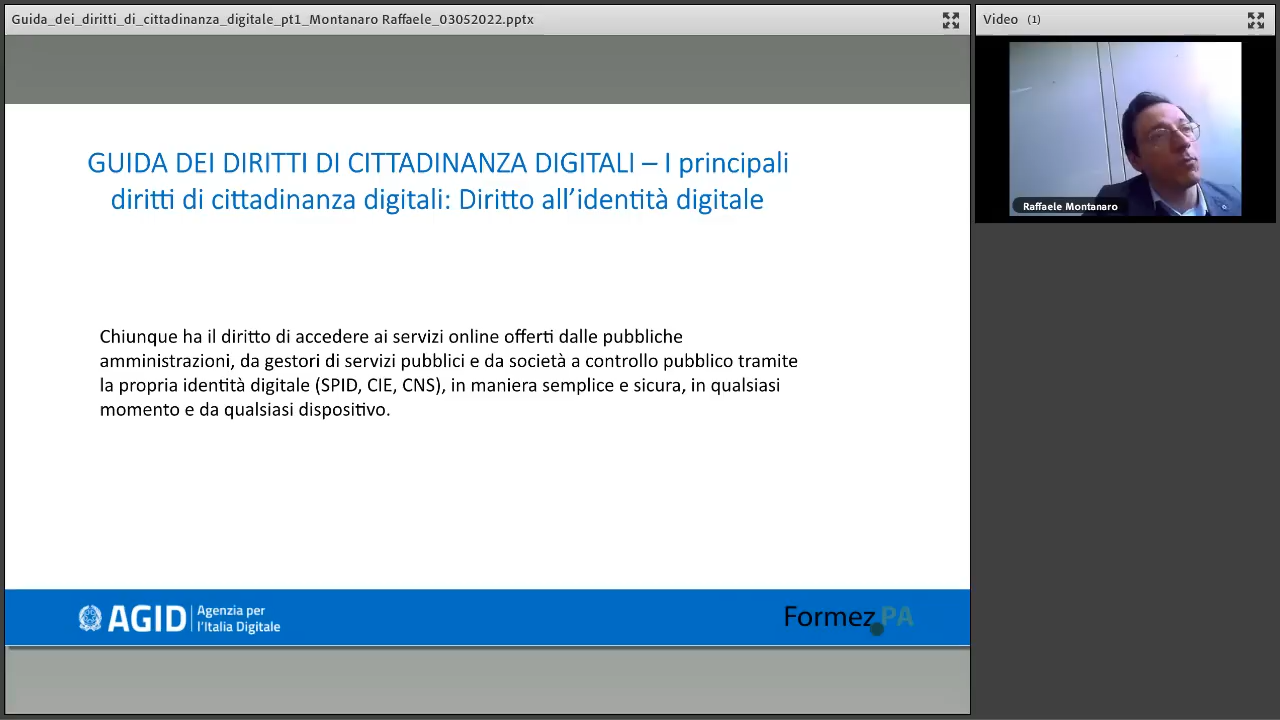 Guida_dei_diritti_di_cittadinanza_digitale_pt1_Montanaro Raffaele_03052022.pptx
Video (1)
Raffaele Montanaro
GUIDA DEI DIRITTI DI CITTADINANZA DIGITALI – I principali
diritti di cittadinanza digitali: Diritto all’identità digitale
Chiunque ha il diritto di accedere ai servizi online offerti dalle pubbliche
amministrazioni, da gestori di servizi pubblici e da società a controllo pubblico tramite
la propria identità digitale (SPID, CIE, CNS), in maniera semplice e sicura, in qualsiasi
momento e da qualsiasi dispositivo.
AGID Agenzia per
l’Italia Digitale
Formez PA